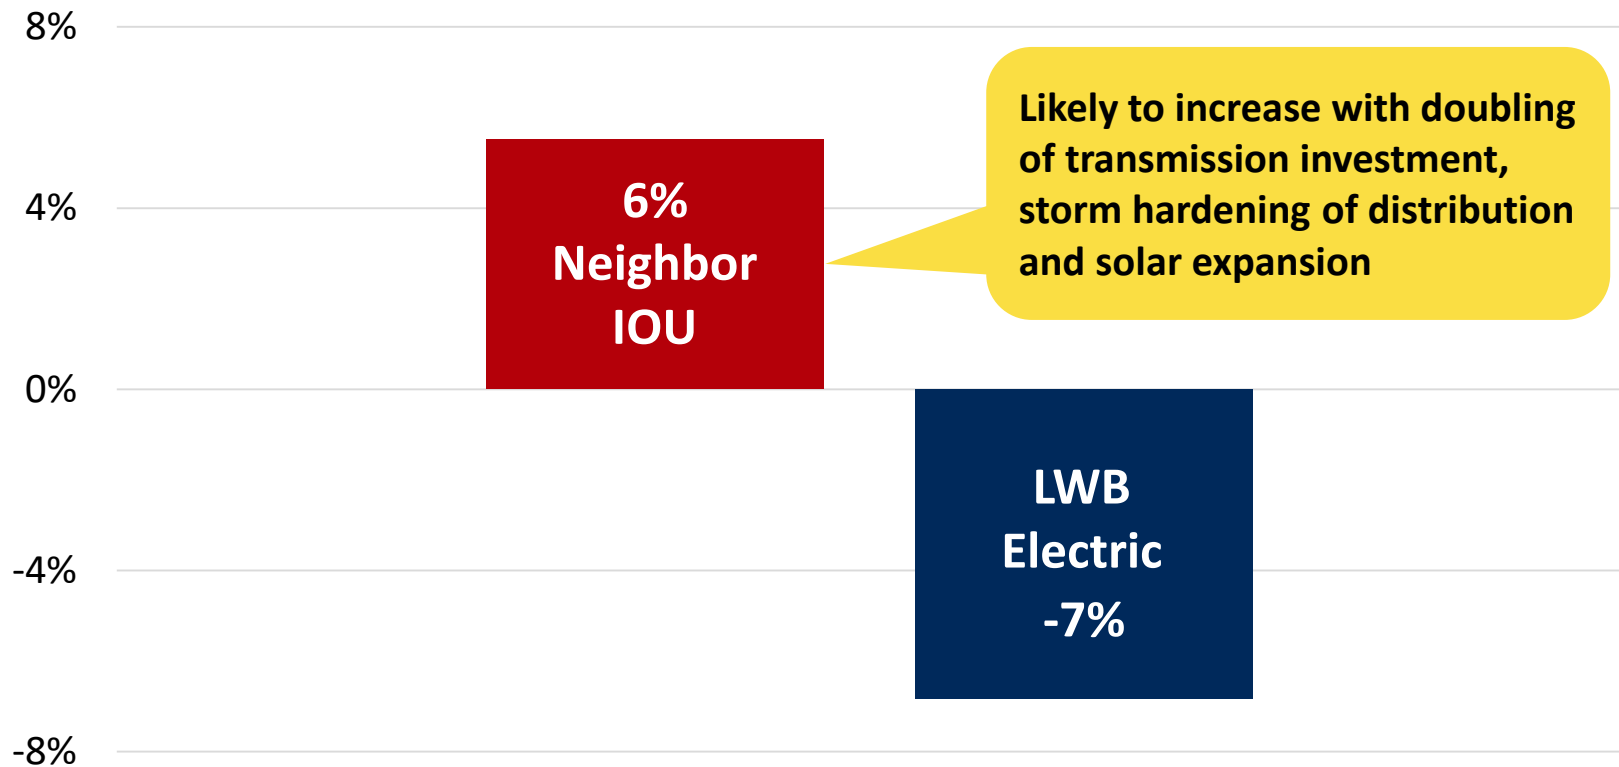 8%
4%
0%
-4%
-8%
6%
Neighbor
IOU
Likely to increase with doubling
of transmission investment,
storm hardening of distribution
and solar expansion
LWB
Electric
-7%